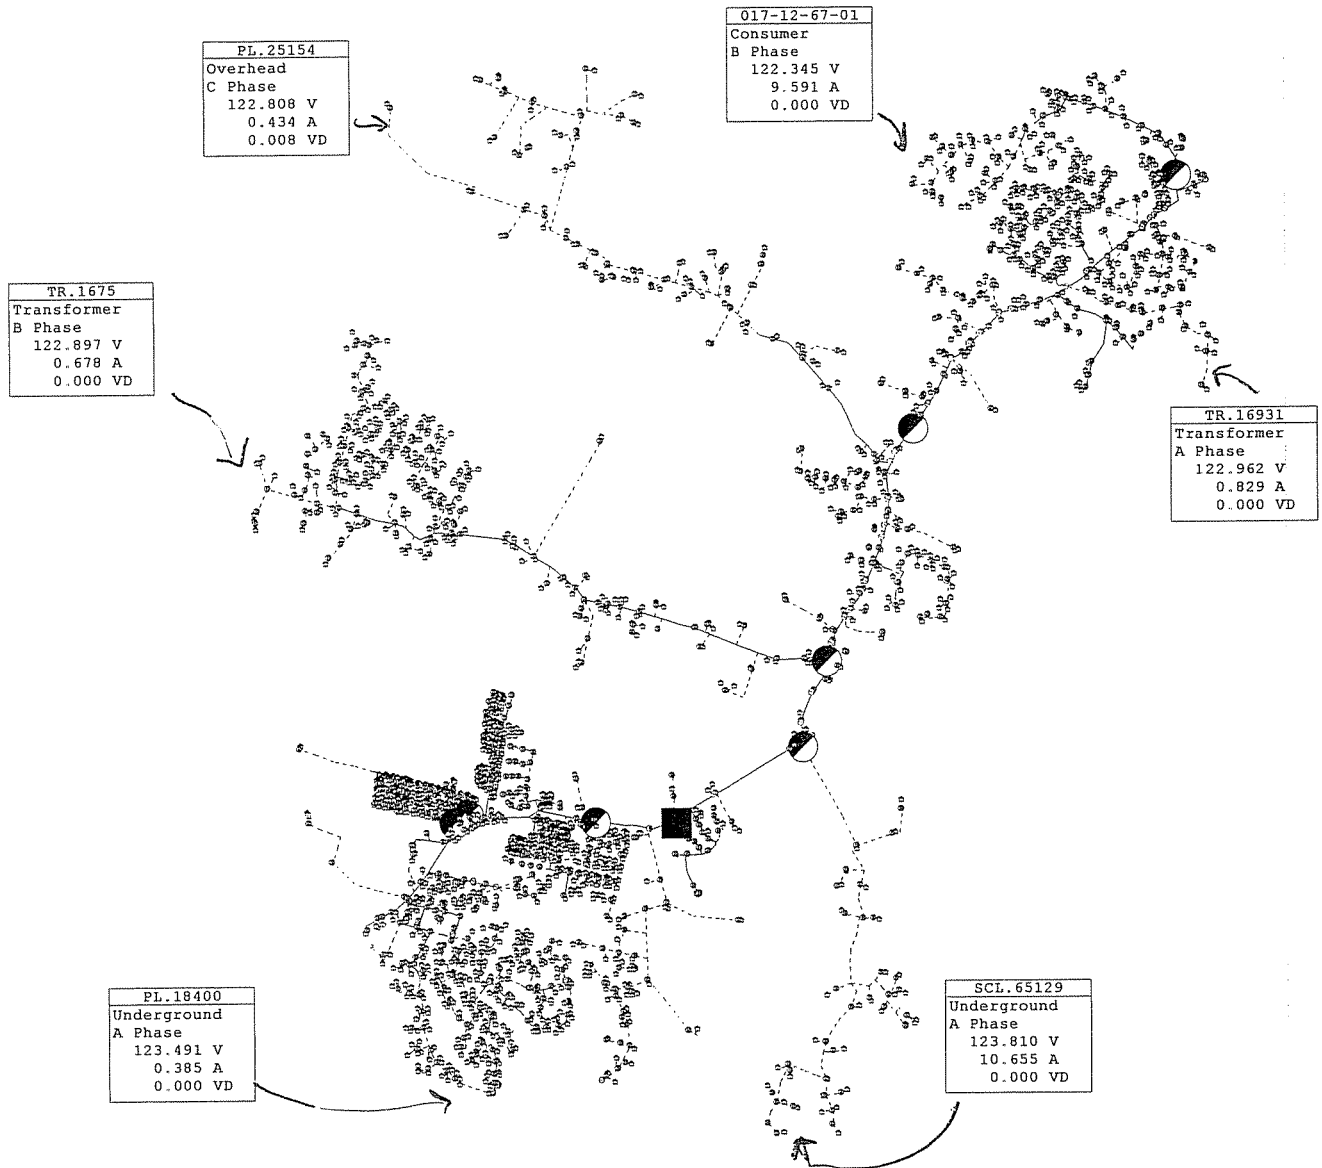 017-12-67-01
Consumer
B Phase
122.345 V
9.591 A
0.000 VD
PL.25154
Overhead
C Phase
122.808 V
0.434 A
0.008 VD
TR.1675
Transformer
B Phase
122.897 V
0.678 A
0.000 VD
TR.16931
Transformer
A Phase
122.962 V
0.829 A
0.000 VD
PL.18400
Underground
A Phase
123.491 V
0.385 A
0.000 VD
SCL.65129
Underground
A Phase
123.810 V
10.655 A
0.000 VD